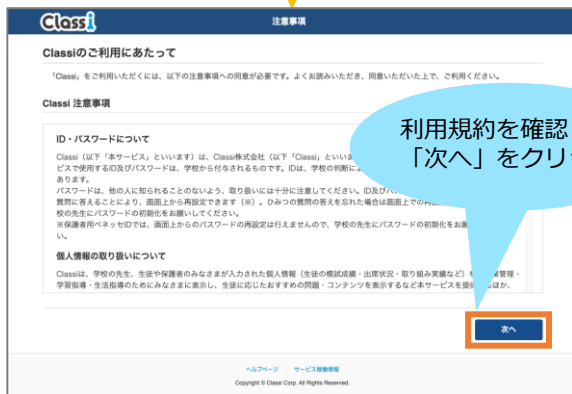 Classi
注意事項
Classiのご利用にあたって
「Classi」をご利用いただくには、以下の注意事項への同意が必要です。よくお読みいただき、同意いただいた上で、ご利用ください。
Classi 注意事項
ID・パスワードについて
Classi（以下「本サービス」といいます）は、Classi株式会社（以下「Classi」といいま
ビスで使用するID及びパスワードは、学校から付与されるものです。IDは、学校の判断に
あります。
パスワードは、他の人に知られることのないよう、取り扱いには十分に注意してください。ID及び
質問に答えることにより、画面上から再設定できます（※）。ひみつの質問の答えを忘れた場合は画面上での再
校の先生にパスワードの初期化をお願いしてください。
※保護者用ベネッセIDでは、画面上からのパスワードの再設定は行えませんので、学校の先生にパスワードの初期化をお願
い。
個人情報の取り扱いについて
Classiは、学校の先生、生徒や保護者のみなさまが入力された個人情報（生徒の模試成績・出席状況・取り組み実績など）を 業管理・
学習指導・生活指導のためにみなさまに表示し、生徒に応じたおすすめの問題・コンテンツを表示するなど本サービスを提供 ほか、
利用規約を確認
「次へ」をクリ
次へ
ヘルプページ サービス稼働情報
Copyright © Classi Corp. All Rights Reserved.